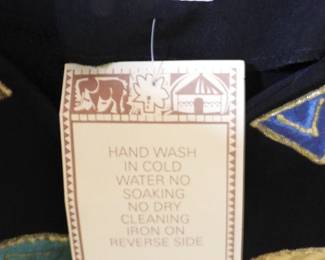 HAND WASH
IN COLD
WATER NO
SOAKING
NO DRY
CLEANING
IRON ON
REVERSE SIDE